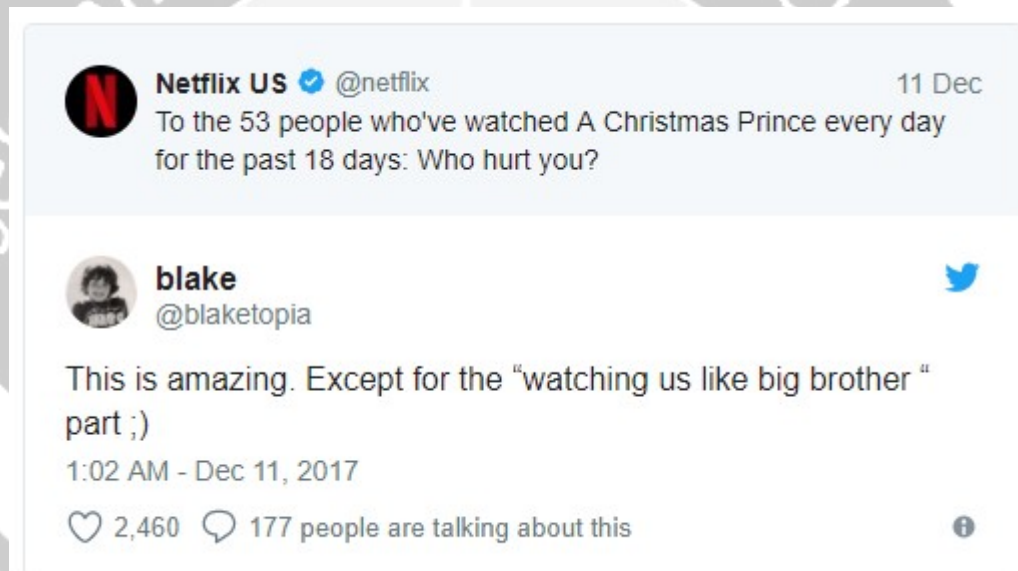 Netflix US @netflix 11 Dec
To the 53 people who've watched A Christmas Prince every day
for the past 18 days: Who hurt you?
blake
@blaketopia
This is amazing. Except for the “watching us like big brother “
part ;)
1:02 AM - Dec 11, 2017
2,460 177 people are talking about this